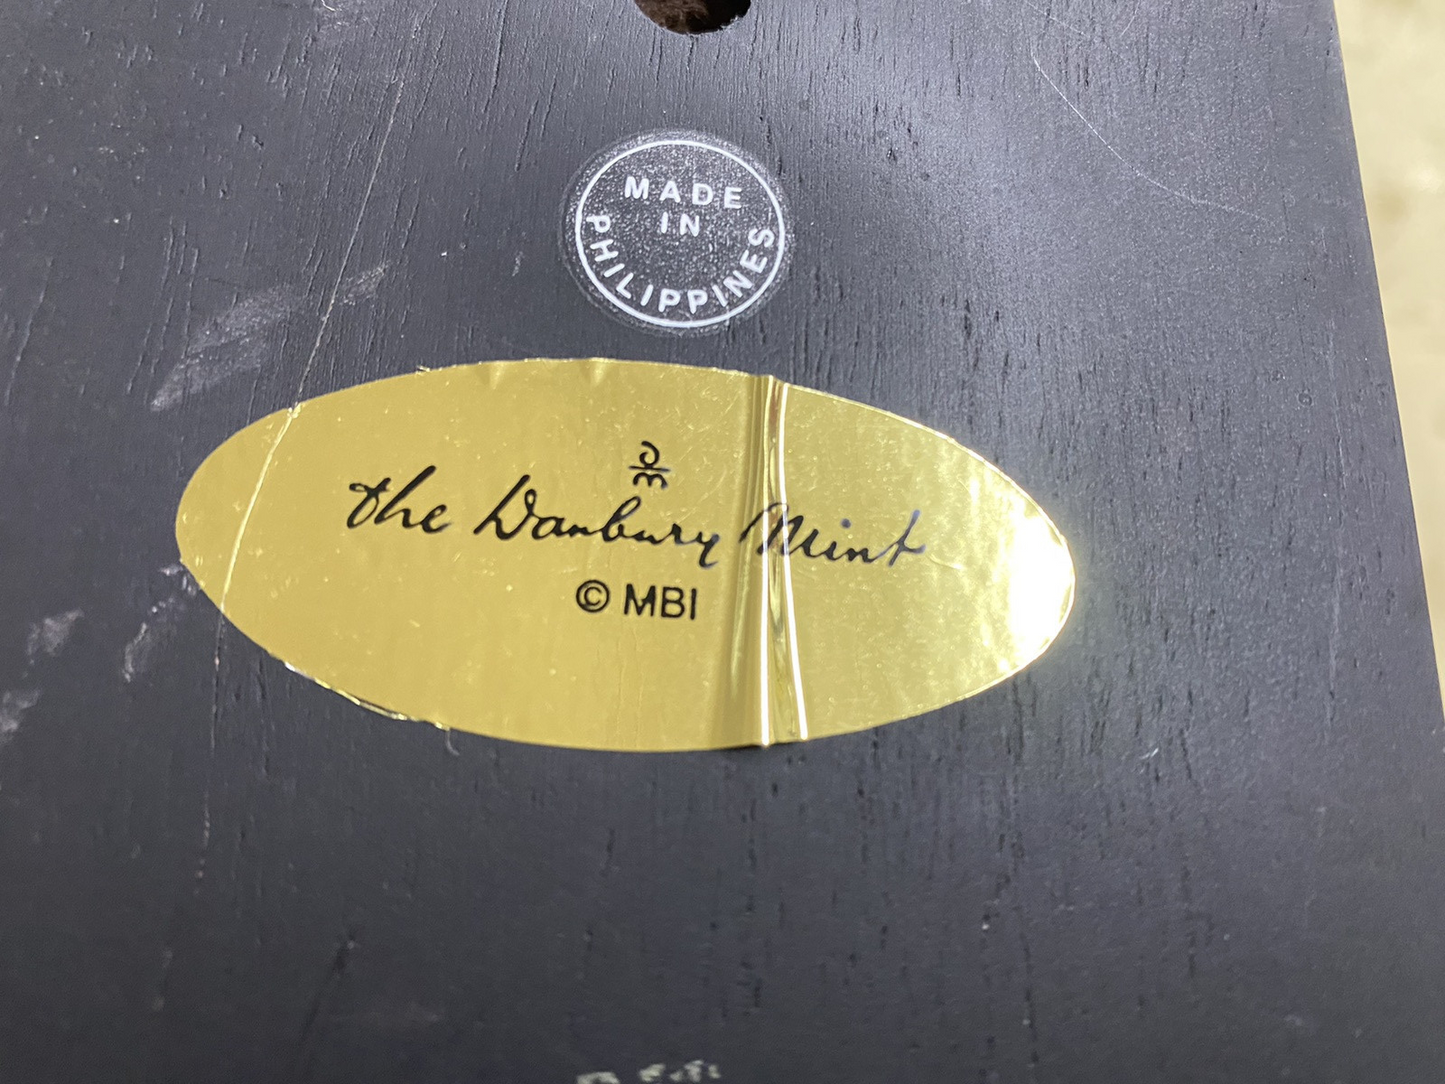 MADE
IN
PHILIPPINES
the Danbury Mint
© MBI